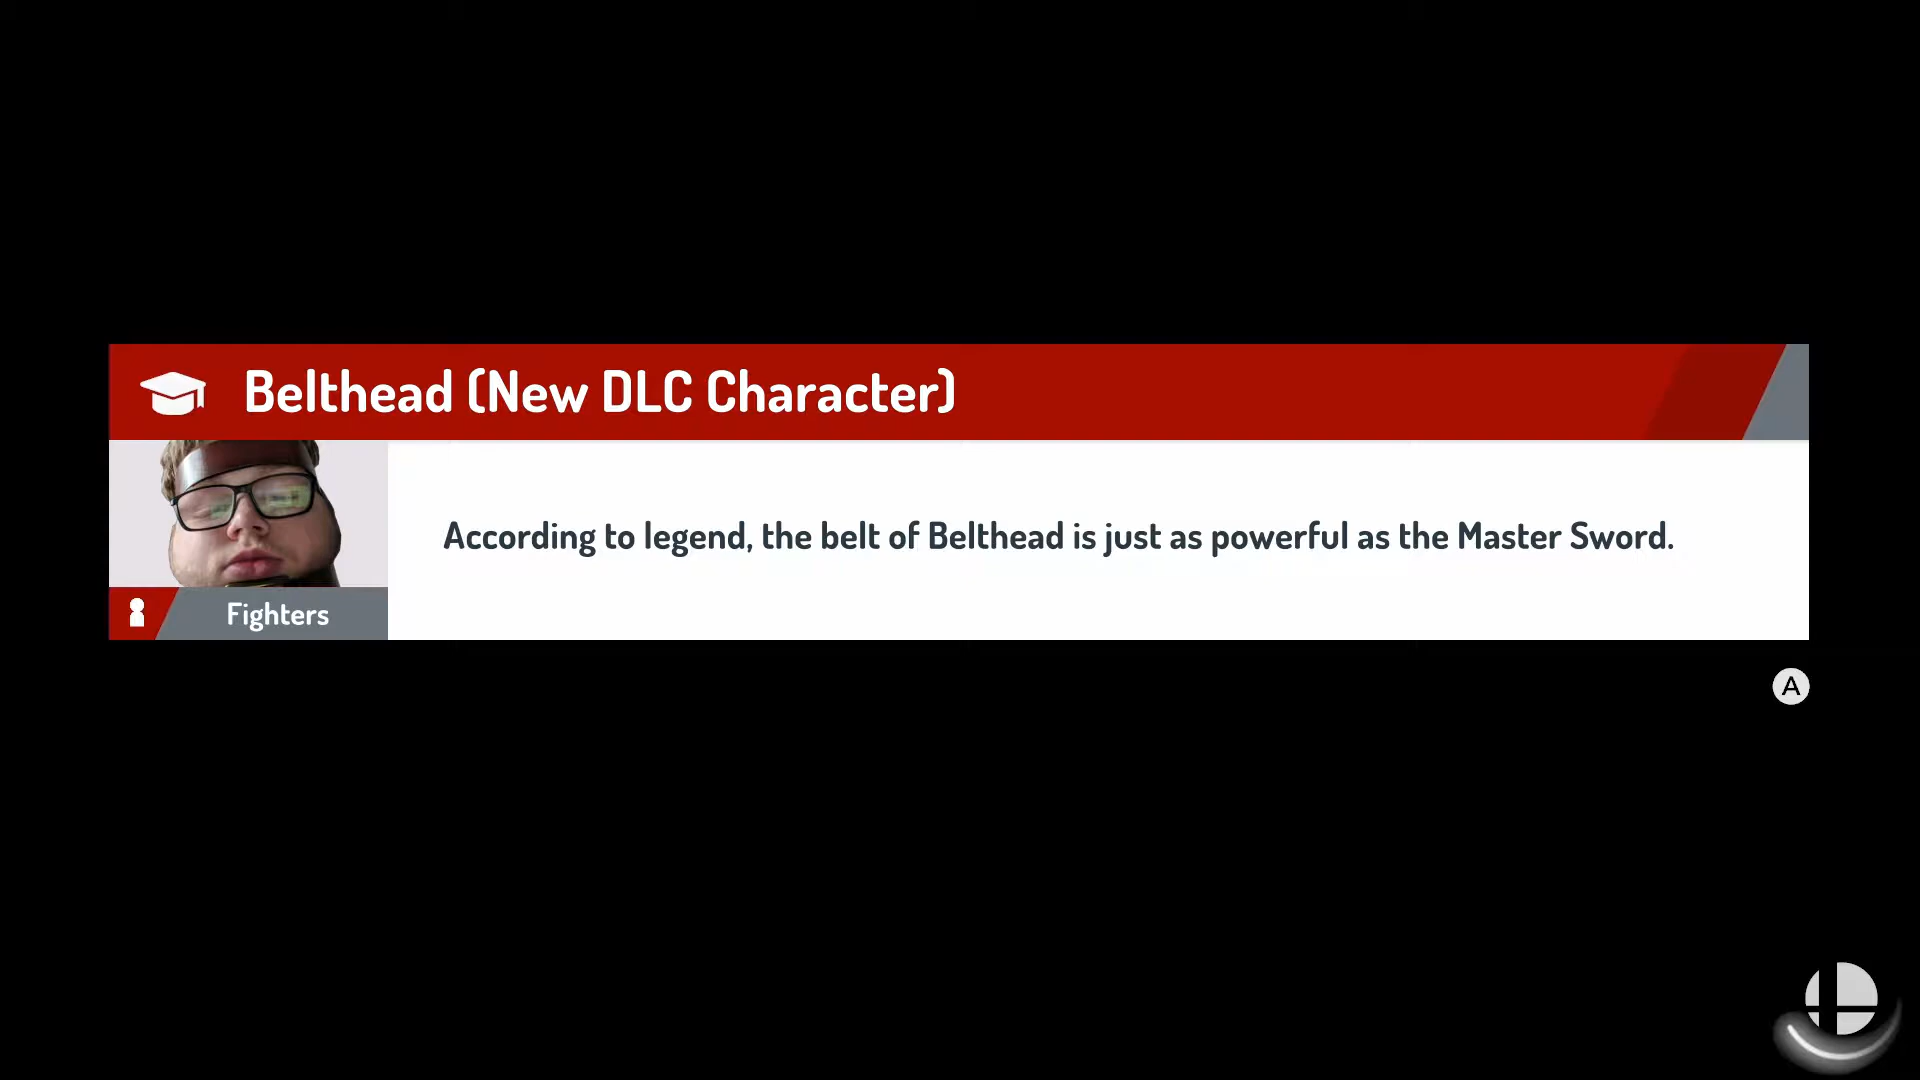 Belthead (New DLC Character)
According to legend, the belt of Belthead is just as powerful as the Master Sword.
Fighters
A